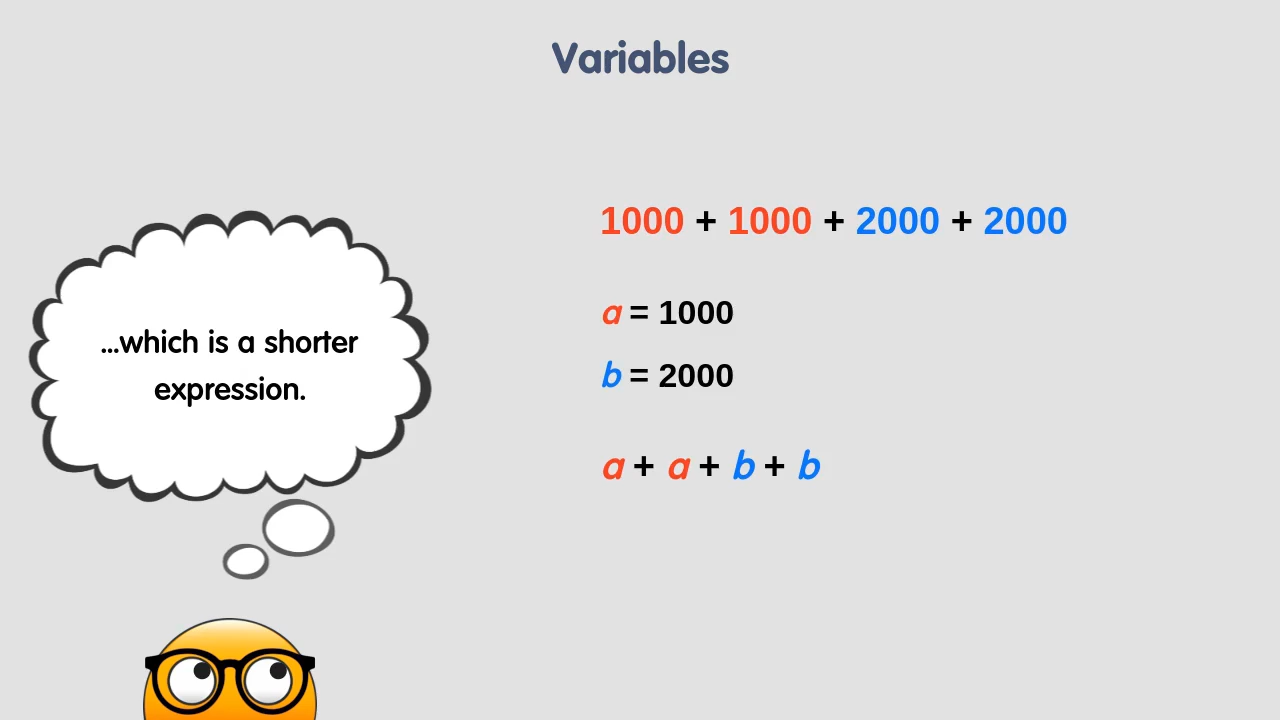 Variables
1000 + 1000 + 2000 + 2000
a = 1000
...which is a shorter
expression.
b = 2000
a + a + b + b